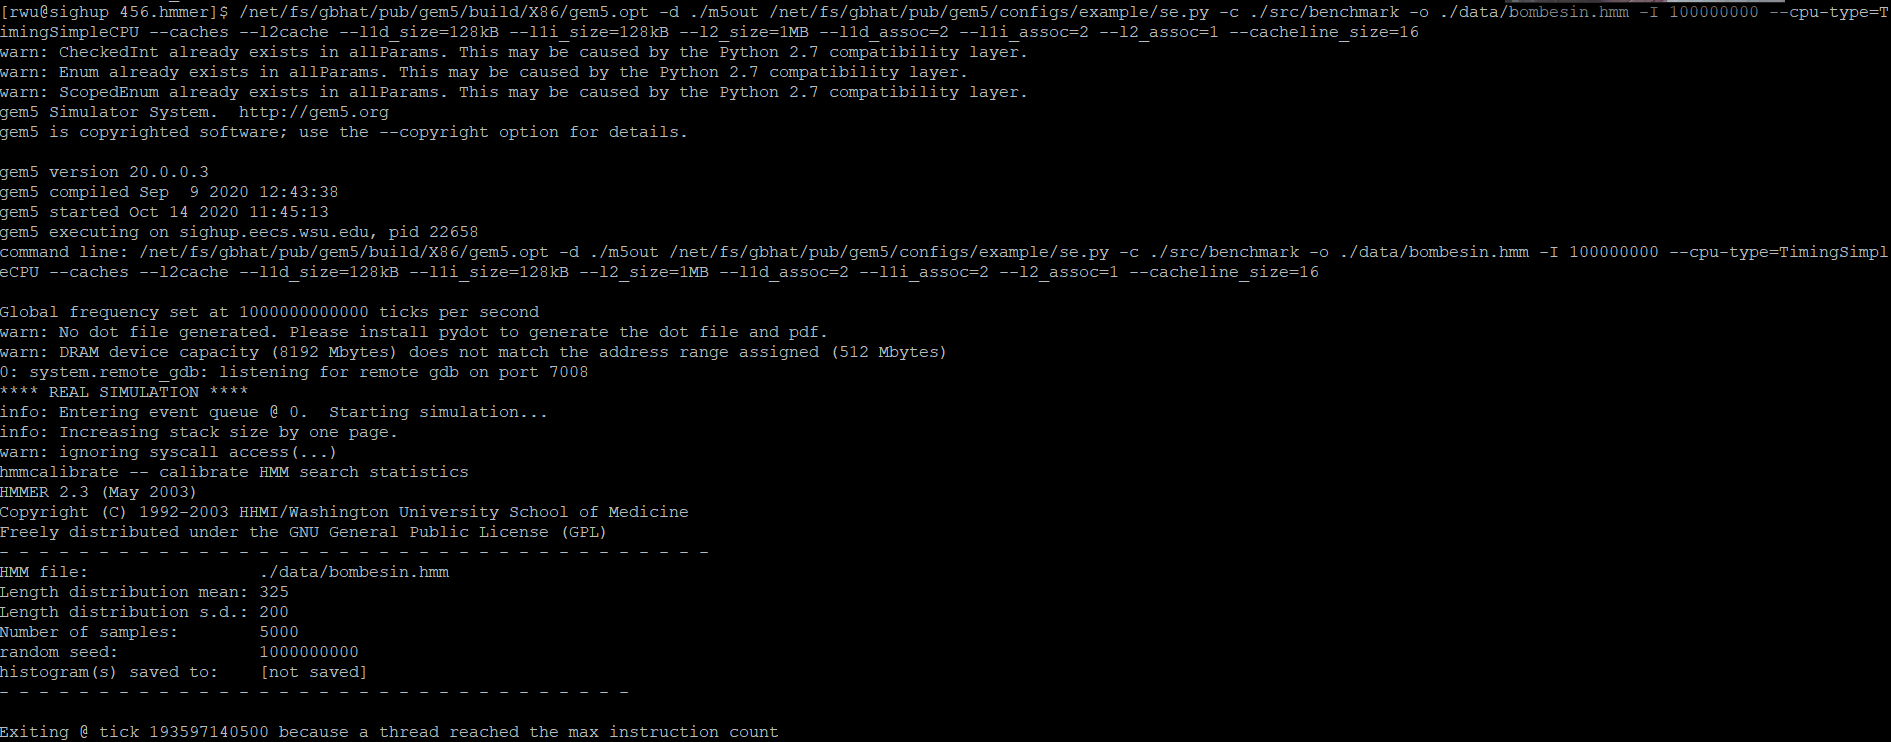 [rwu@sighup 456.hmmer]$ /net/fs/gbhat/pub/gem5/build/X86/gem5.opt -d ./m5out /net/fs/gbhat/pub/gem5/configs/example/se.py -c ./src/benchmark -o ./data/bombesin.hmm -I 100000000 --cpu-type=T
imingSimpleCPU --caches --l2cache --l1d_size=128kB --l1i_size=128kB --l2_size=1MB --l1d_assoc=2 --l1i_assoc=2 --l2_assoc=1 --cacheline_size=16
warn: CheckedInt already exists in allParams. This may be caused by the Python 2.7 compatibility layer.
warn: Enum already exists in allParams. This may be caused by the Python 2.7 compatibility layer.
warn: ScopedEnum already exists in allParams. This may be caused by the Python 2.7 compatibility layer.
gem5 Simulator System.  http://gem5.org
gem5 is copyrighted software; use the --copyright option for details.

gem5 version 20.0.0.3
gem5 compiled Sep  9 2020 12:43:38
gem5 started Oct 14 2020 11:45:13
gem5 executing on sighup.eecs.wsu.edu, pid 22658
command line: /net/fs/gbhat/pub/gem5/build/X86/gem5.opt -d ./m5out /net/fs/gbhat/pub/gem5/configs/example/se.py -c ./src/benchmark -o ./data/bombesin.hmm -I 100000000 --cpu-type=TimingSimpl
eCPU --caches --l2cache --l1d_size=128kB --l1i_size=128kB --l2_size=1MB --l1d_assoc=2 --l1i_assoc=2 --l2_assoc=1 --cacheline_size=16

Global frequency set at 1000000000000 ticks per second
warn: No dot file generated. Please install pydot to generate the dot file and pdf.
warn: DRAM device capacity (8192 Mbytes) does not match the address range assigned (512 Mbytes)
0: system.remote_gdb: listening for remote gdb on port 7008
**** REAL SIMULATION ****
info: Entering event queue @ 0.  Starting simulation...
info: Increasing stack size by one page.
warn: ignoring syscall access(...)
hmmcalibrate -- calibrate HMM search statistics
HMMER 2.3 (May 2003)
Copyright (C) 1992-2003 HHMI/Washington University School of Medicine
Freely distributed under the GNU General Public License (GPL)
- - - - - - - - - - - - - - - - - - - - - - - - - - - - - - - - - - - -
HMM file:                 ./data/bombesin.hmm
Length distribution mean: 325
Length distribution s.d.: 200
Number of samples:        5000
random seed:              1000000000
histogram(s) saved to:    [not saved]
- - - - - - - - - - - - - - - - - - - - - - - - - - - - - - - -

Exiting @ tick 193597140500 because a thread reached the max instruction count